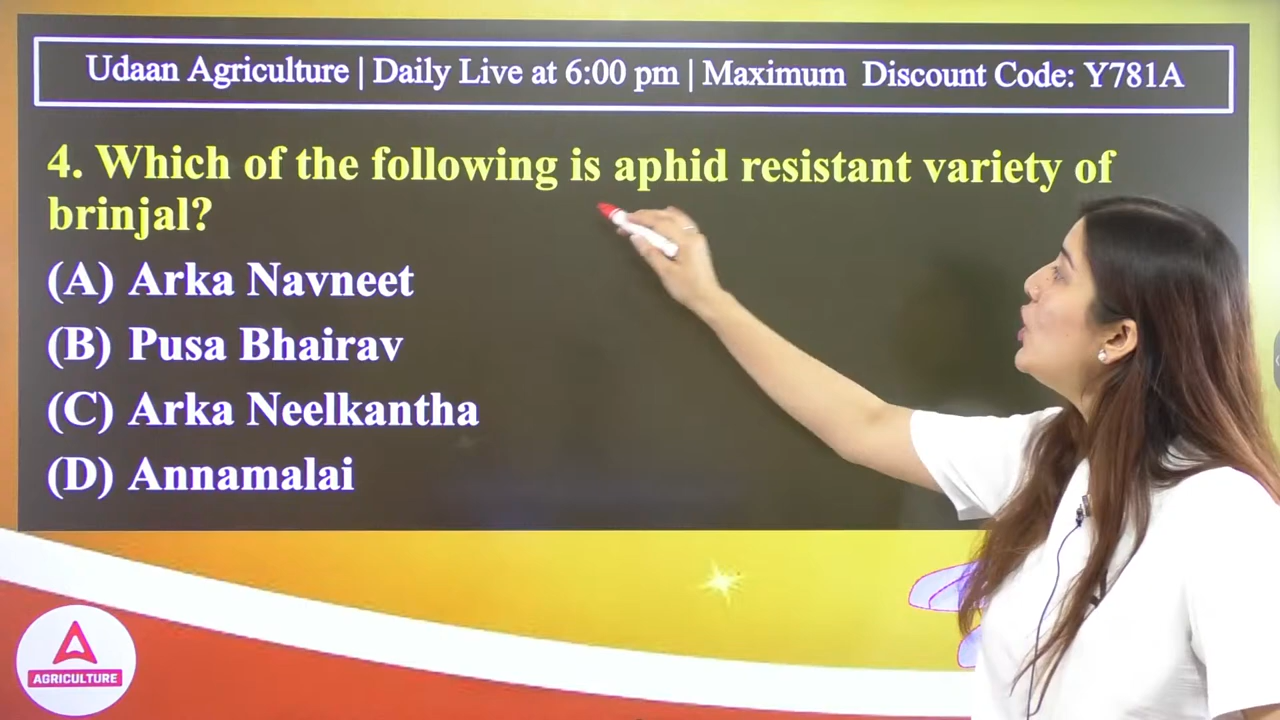 Udaan Agriculture | Daily Live at 6:00 pm | Maximum Discount Code: Y781A
4. Which of the following is aphid resistant variety of
brinjal?
(A) Arka Navneet
(B) Pusa Bhairav
(C) Arka Neelkantha
(D) Annamalai
AGRICULTURE